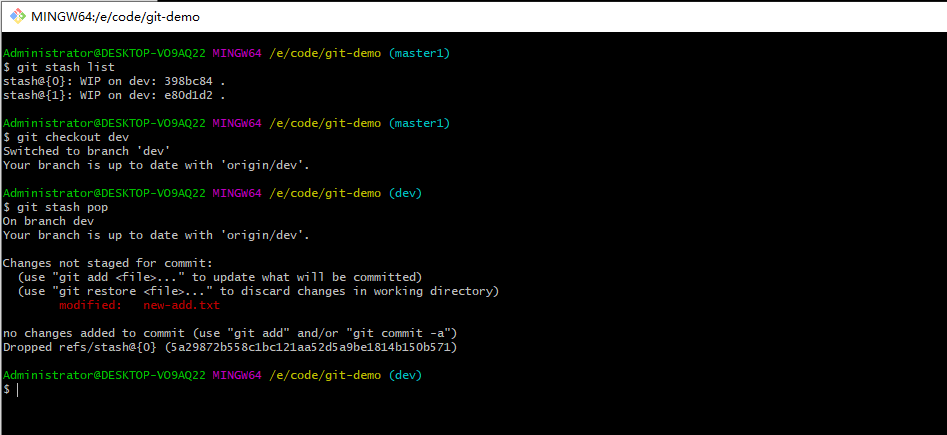 MINGW64:/e/code/git-demo
Administrator@DESKTOP-VO9AQ22 MINGW64 /e/code/git-demo (master1)
$ git stash list
stash@{0}: WIP on dev: 398bc84 .
stash@{1}: WIP on dev: e80d1d2 .
Administrator@DESKTOP-VO9AQ22 MINGW64 /e/code/git-demo (master1)
$ git checkout dev
Switched to branch 'dev'
Your branch is up to date with 'origin/dev'.
Administrator@DESKTOP-VO9AQ22 MINGW64 /e/code/git-demo (dev)
$ git stash pop
On branch dev
Your branch is up to date with 'origin/dev'.
Changes not staged for commit:
  (use "git add <file>..." to update what will be committed)
  (use "git restore <file>..." to discard changes in working directory)
        modified:   new-add.txt
no changes added to commit (use "git add" and/or "git commit -a")
Dropped refs/stash@{0} (5a29872b558c1bc121aa52d5a9be1814b150b571)
Administrator@DESKTOP-VO9AQ22 MINGW64 /e/code/git-demo (dev)
$